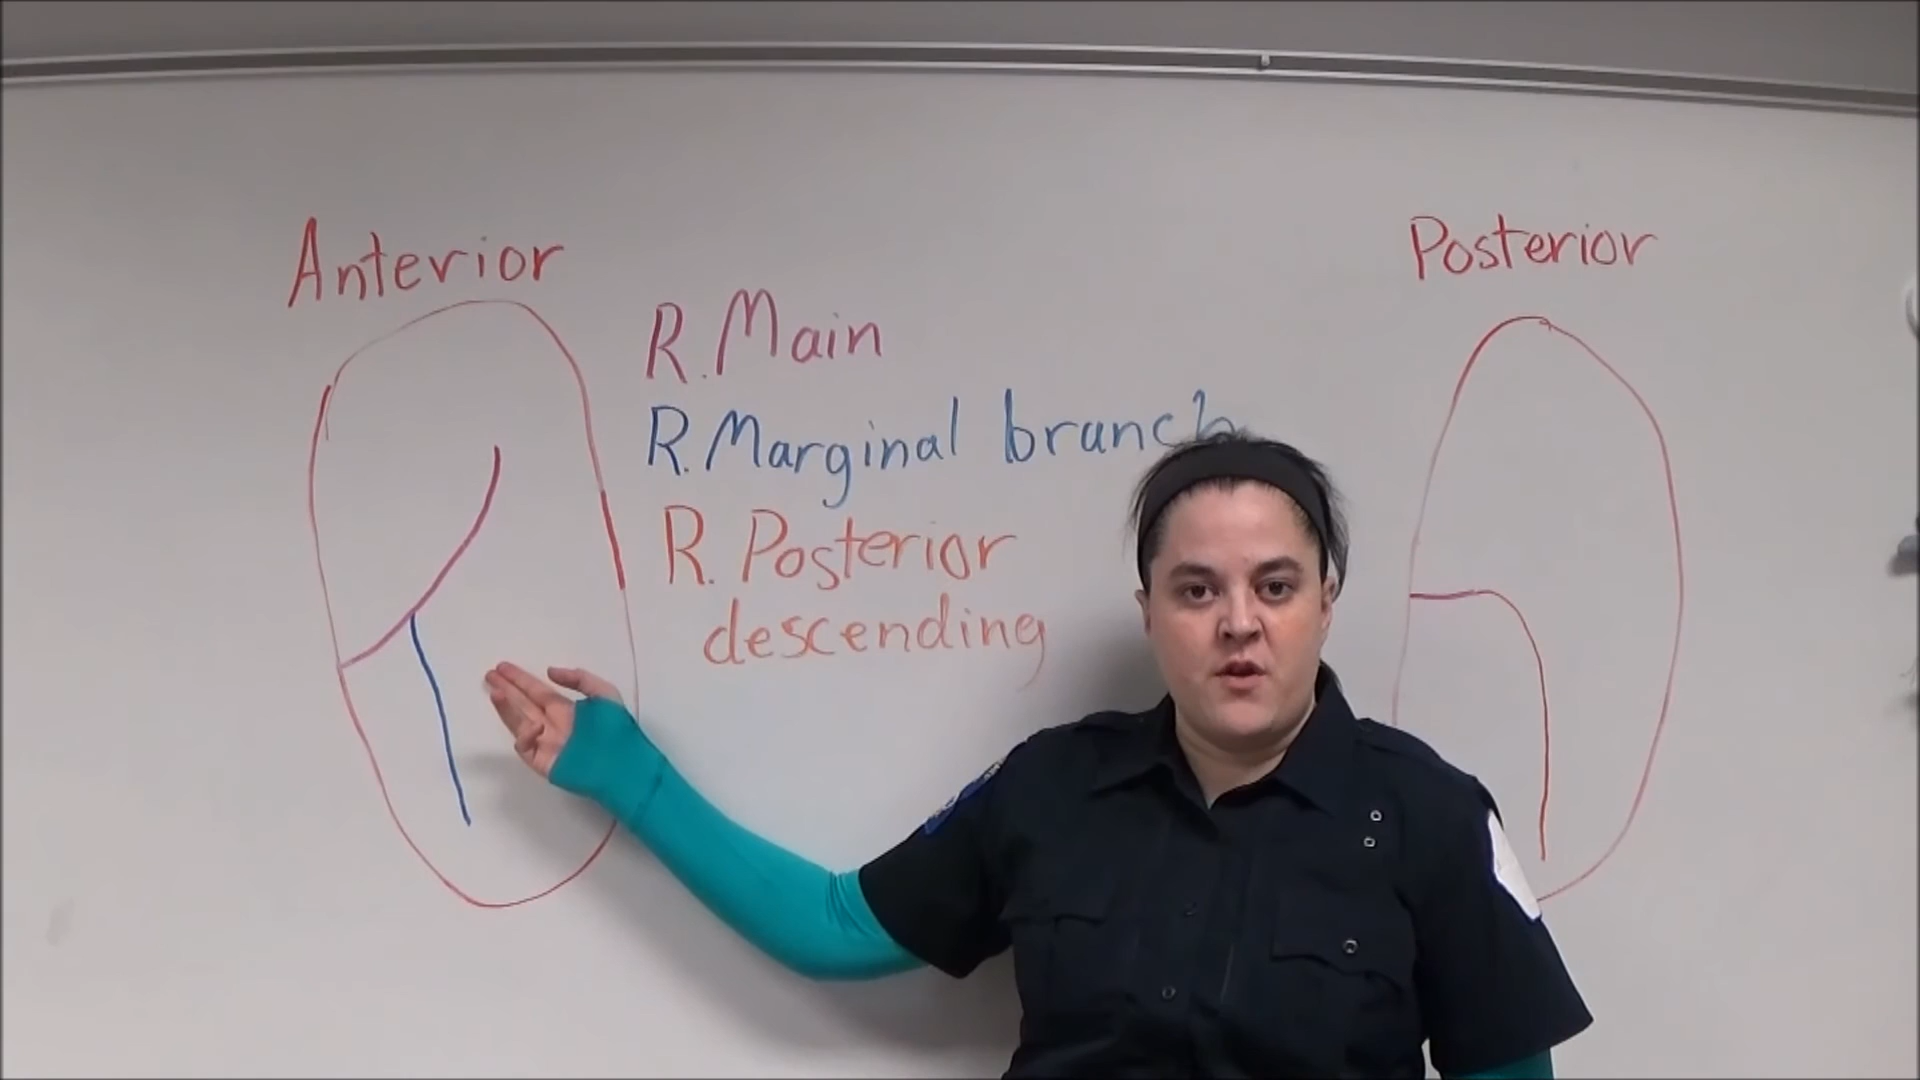 Anterior
Posterior
R. Main
R. Marginal branch
R. Posterior
descending